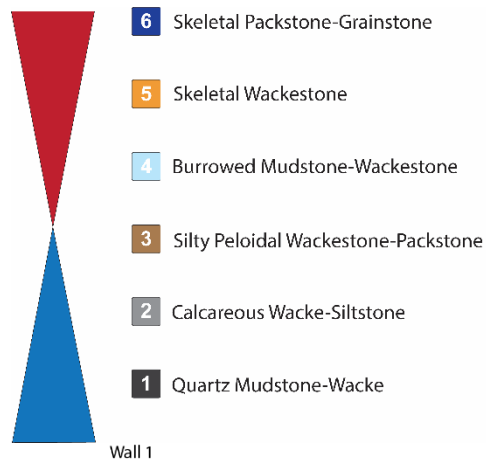 6 Skeletal Packstone-Grainstone
5 Skeletal Wackestone
4 Burrowed Mudstone-Wackestone
3 Silty Peloidal Wackestone-Packstone
2 Calcareous Wacke-Siltstone
1 Quartz Mudstone-Wacke
Wall 1